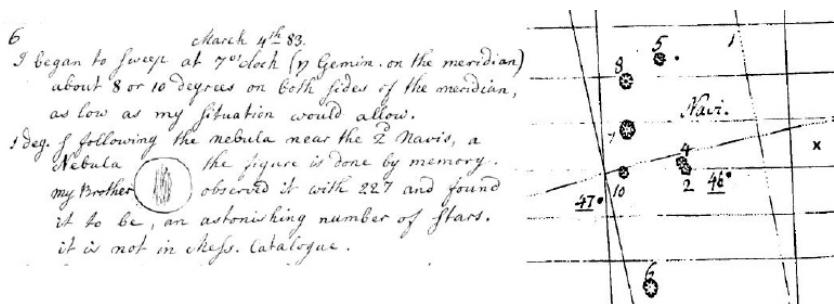 6
March 4th 83.
I began to sweep at 7 o'clock (γ Gemin. on the meridian)
about 8 or 10 degrees on both sides of the meridian,
as low as my situation would allow.
1 deg. f following the nebula near the 2d Navis, a
Nebula the figure is done by memory.
my Brother observed it with 227 and found
it to be, an astonishing number of stars.
it is not in Mess. Catalogue.
5
8
Navi.
7
4
x
10
2
46
47
6